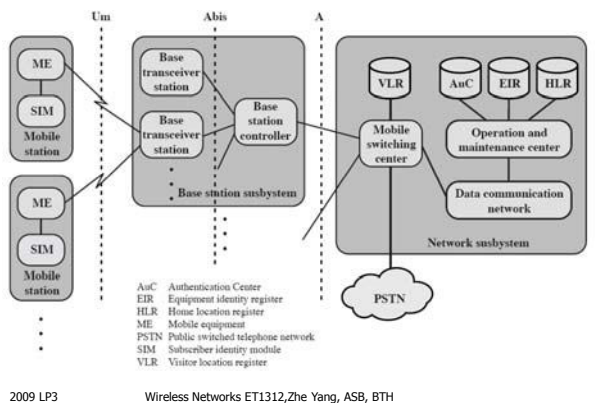 Um
Abis
A
ME
SIM
Mobile
station
ME
SIM
Mobile
station
Base
transceiver
station
Base
transceiver
station
Base
station
controller
Base station susbystem
VLR
AuC
EIR
HLR
Mobile
switching
center
Operation and
maintenance center
Data communication
network
Network susbystem
PSTN
AuC Authentication Center
EIR Equipment identity register
HLR Home location register
ME Mobile equipment
PSTN Public switched telephone network
SIM Subscriber identity module
VLR Visitor location register
2009 LP3
Wireless Networks ET1312,Zhe Yang, ASB, BTH